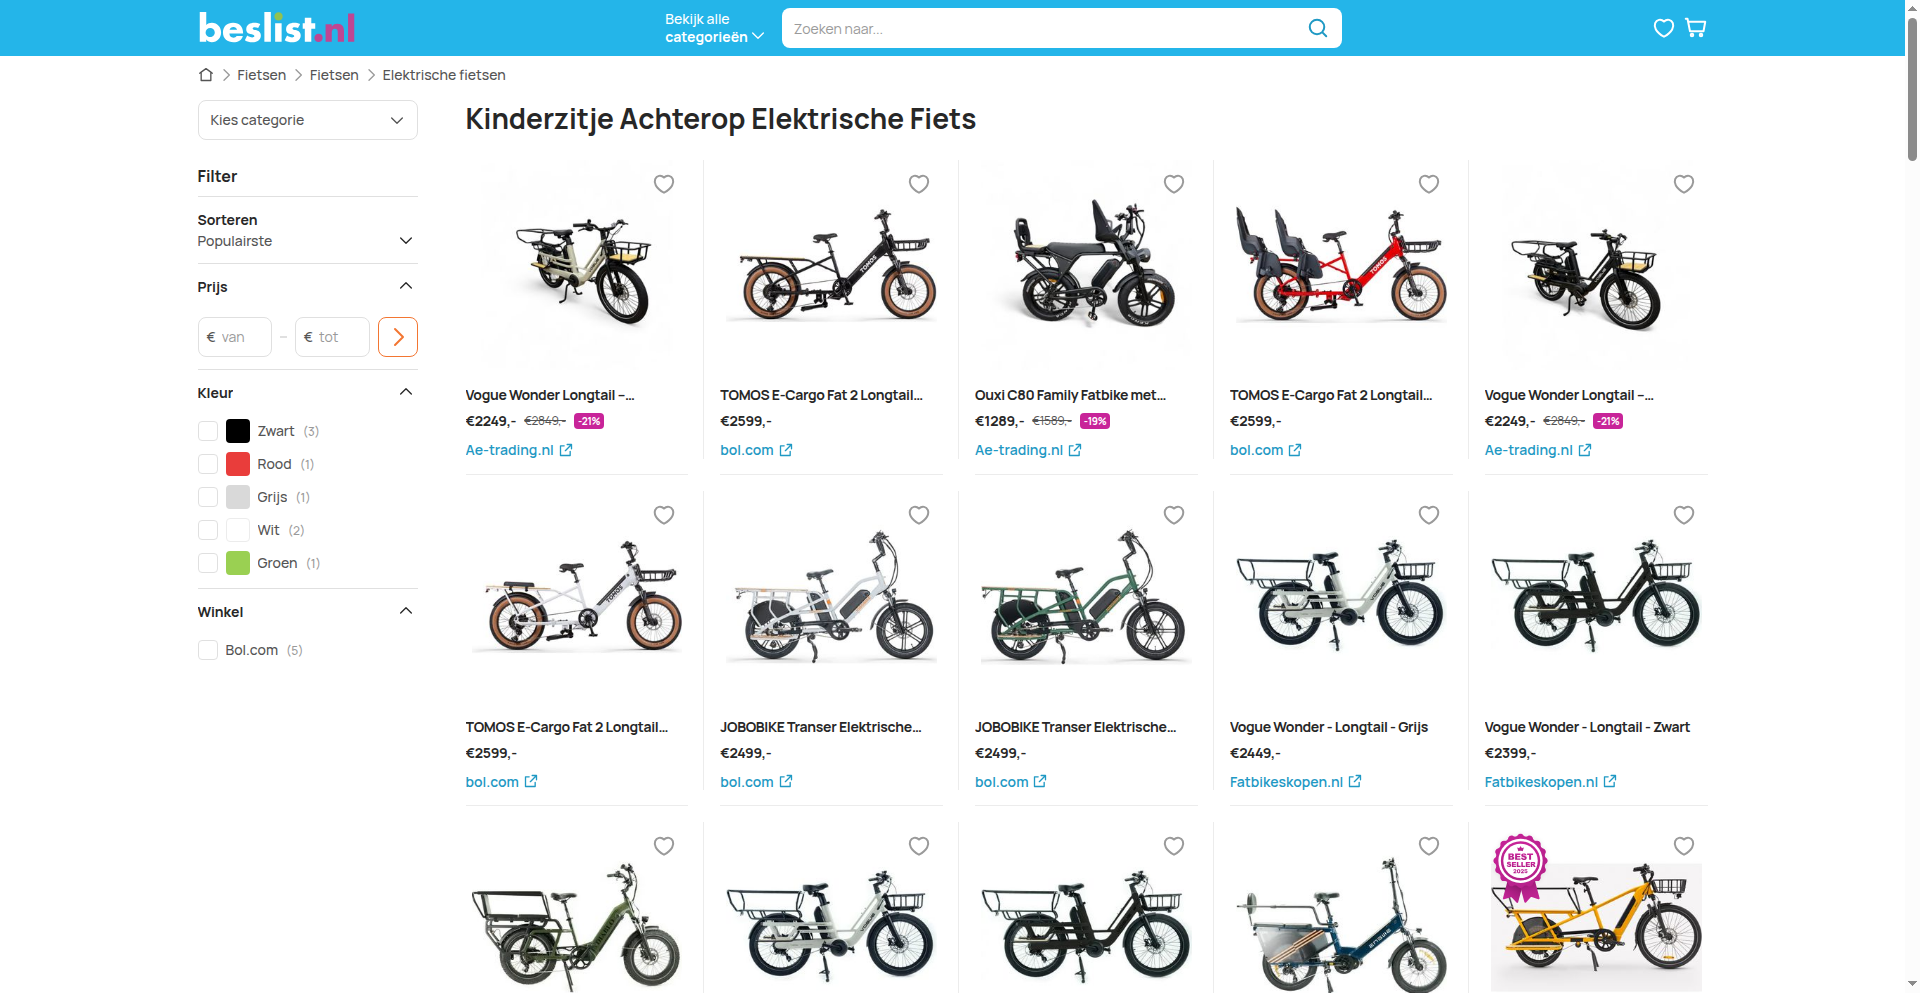 beslist.nl
Bekijk alle
categorieën
Zoeken naar...
Fietsen
Fietsen
Elektrische fietsen
Kies categorie
Kinderzitje Achterop Elektrische Fiets
Filter
Sorteren
Populairste
Prijs
€ van
–
€ tot
Kleur
Zwart (3)
Rood (1)
Grijs (1)
Wit (2)
Groen (1)
Winkel
Bol.com (5)
Vogue Wonder Longtail –...
€2249,- €2849,- -21%
Ae-trading.nl
TOMOS
TOMOS E-Cargo Fat 2 Longtail...
€2599,-
bol.com
Ouxi C80 Family Fatbike met...
€1289,- €1589,- -19%
Ae-trading.nl
TOMOS
TOMOS E-Cargo Fat 2 Longtail...
€2599,-
bol.com
Vogue Wonder Longtail –...
€2249,- €2849,- -21%
Ae-trading.nl
TOMOS
TOMOS E-Cargo Fat 2 Longtail...
€2599,-
bol.com
JOBOBIKE Transer Elektrische...
€2499,-
bol.com
JOBOBIKE Transer Elektrische...
€2499,-
bol.com
Vogue Wonder - Longtail - Grijs
€2449,-
Fatbikeskopen.nl
Vogue Wonder - Longtail - Zwart
€2399,-
Fatbikeskopen.nl
BEST
SELLER
2025